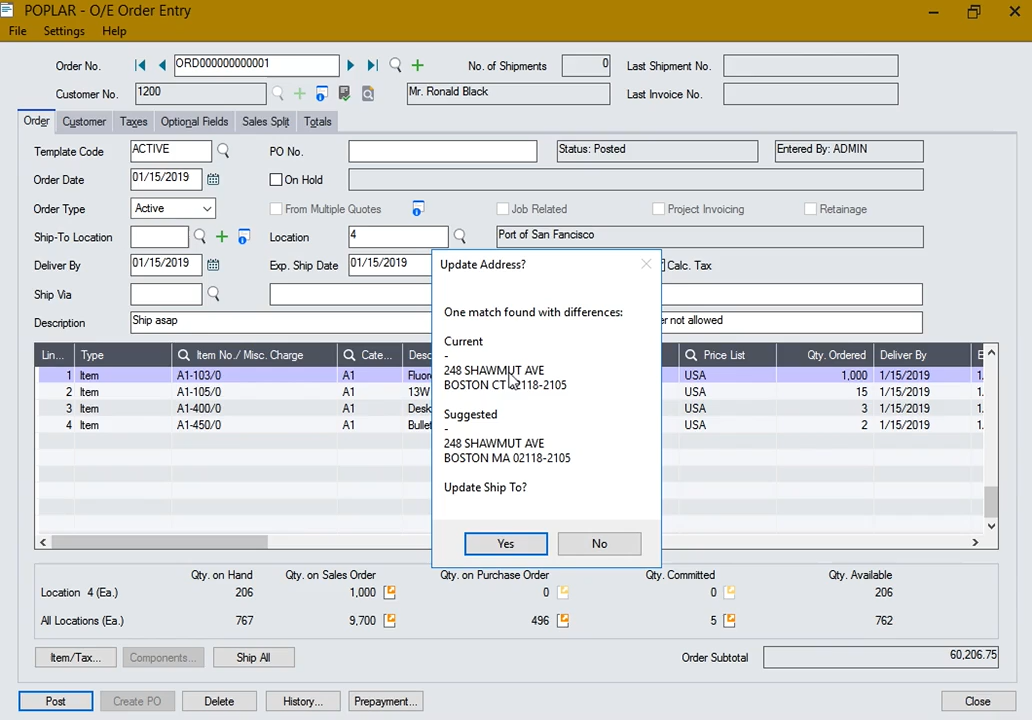 POPLAR - O/E Order Entry
File Settings Help
Order No. ORD000000000001 No. of Shipments 0 Last Shipment No.
Customer No. 1200 Mr. Ronald Black Last Invoice No.
Order Customer Taxes Optional Fields Sales Split Totals
Template Code ACTIVE PO No. Status: Posted Entered By: ADMIN
Order Date 01/15/2019 On Hold
Order Type Active From Multiple Quotes Job Related Project Invoicing Retainage
Ship-To Location Location 4 Port of San Fancisco
Deliver By 01/15/2019 Exp. Ship Date 01/15/2019 Calc. Tax
Ship Via
Description Ship asap er not allowed
Lin... Type Item No./ Misc. Charge Cate... Desc Price List Qty. Ordered Deliver By
1 Item A1-103/0 A1 Fluor USA 1,000 1/15/2019 1.
2 Item A1-105/0 A1 13W USA 15 1/15/2019 1.
3 Item A1-400/0 A1 Desk USA 3 1/15/2019 1.
4 Item A1-450/0 A1 Bullet USA 2 1/15/2019 1.
Update Address?
One match found with differences:
Current
-
248 SHAWMUT AVE
BOSTON CT 02118-2105
Suggested
-
248 SHAWMUT AVE
BOSTON MA 02118-2105
Update Ship To?
Yes No
Qty. on Hand Qty. on Sales Order Qty. on Purchase Order Qty. Committed Qty. Available
Location 4 (Ea.) 206 1,000 0 0 206
All Locations (Ea.) 767 9,700 496 5 762
Item/Tax... Components... Ship All Order Subtotal 60,206.75
Post Create PO Delete History... Prepayment... Close